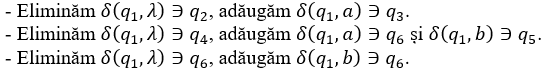 - Eliminăm δ(q₁, λ) ∋ q₂, adăugăm δ(q₁, a) ∋ q₃.
- Eliminăm δ(q₁, λ) ∋ q₄, adăugăm δ(q₁, a) ∋ q₆ și δ(q₁, b) ∋ q₅.
- Eliminăm δ(q₁, λ) ∋ q₆, adăugăm δ(q₁, b) ∋ q₆.